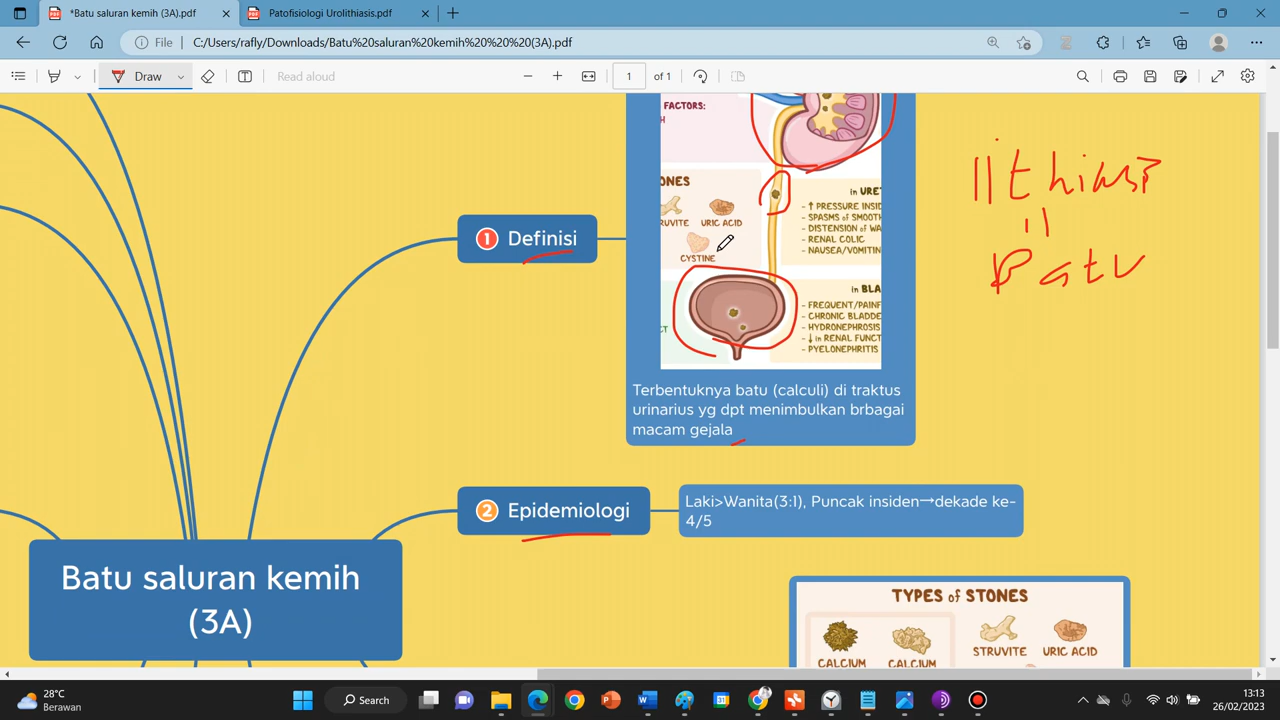 *Batu saluran kemih (3A).pdf
Patofisiologi Urolithiasis.pdf
File
C:/Users/rafly/Downloads/Batu%20saluran%20kemih%20%20%20(3A).pdf
Draw
Read aloud
1 of 1
FACTORS:
lithiasis
=
Batu
ONES
RUVITE
URIC ACID
CYSTINE
in URE
- ↑ PRESSURE INSID
- SPASMS of SMOOT
- DISTENSION of WA
- RENAL COLIC
- NAUSEA/VOMITIN
in BLA
- FREQUENT/PAINF
- CHRONIC BLADDE
- HYDRONEPHROSIS
- ↓ in RENAL FUNCT
- PYELONEPHRITIS
1 Definisi
Terbentuknya batu (calculi) di traktus
urinarius yg dpt menimbulkan brbagai
macam gejala
2 Epidemiologi
Laki>Wanita(3:1), Puncak insiden→dekade ke-
4/5
Batu saluran kemih
(3A)
TYPES of STONES
CALCIUM
CALCIUM
STRUVITE
URIC ACID
28°C
Berawan
Search
13:13
26/02/2023